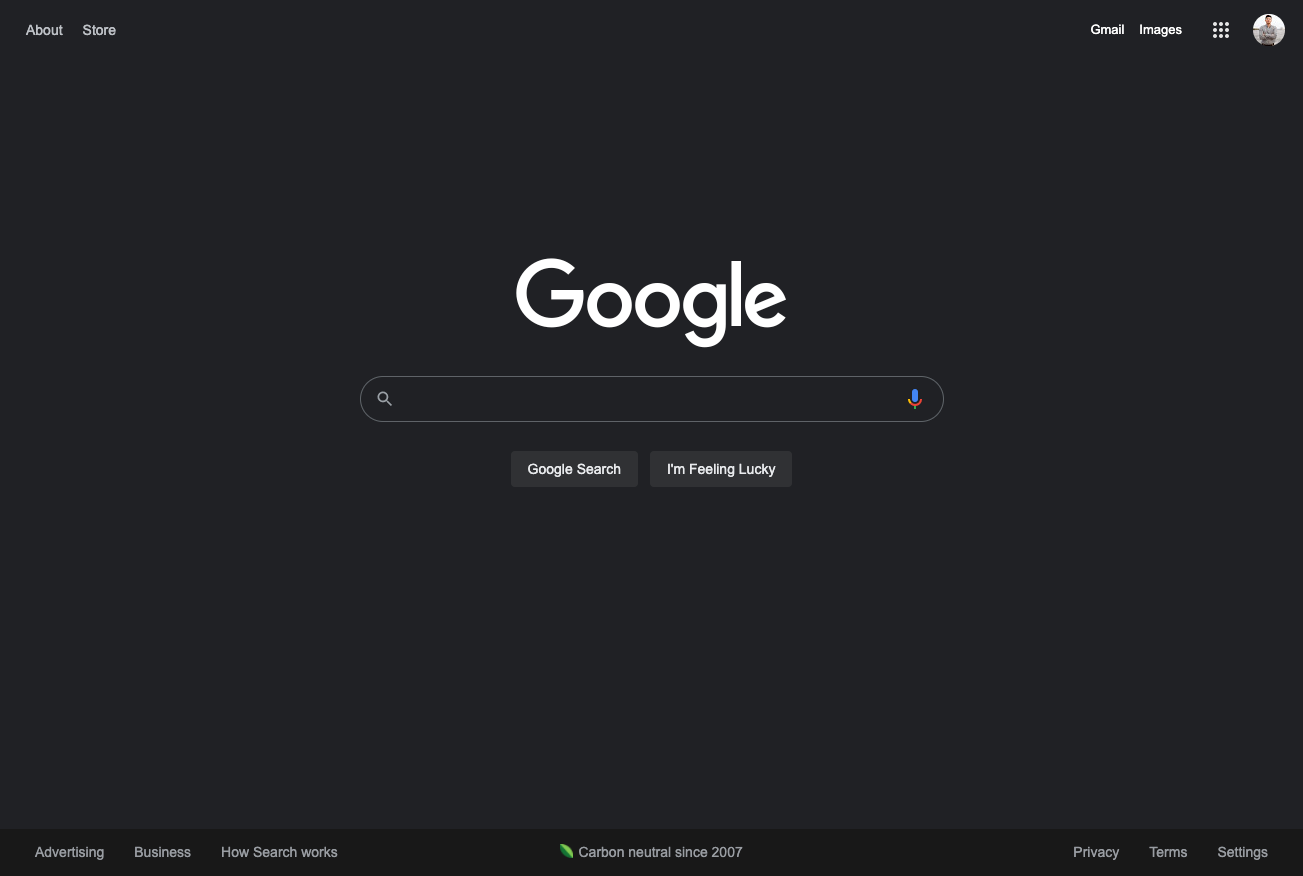 About Store Gmail Images
Google
Google Search I'm Feeling Lucky
Advertising Business How Search works Carbon neutral since 2007 Privacy Terms Settings